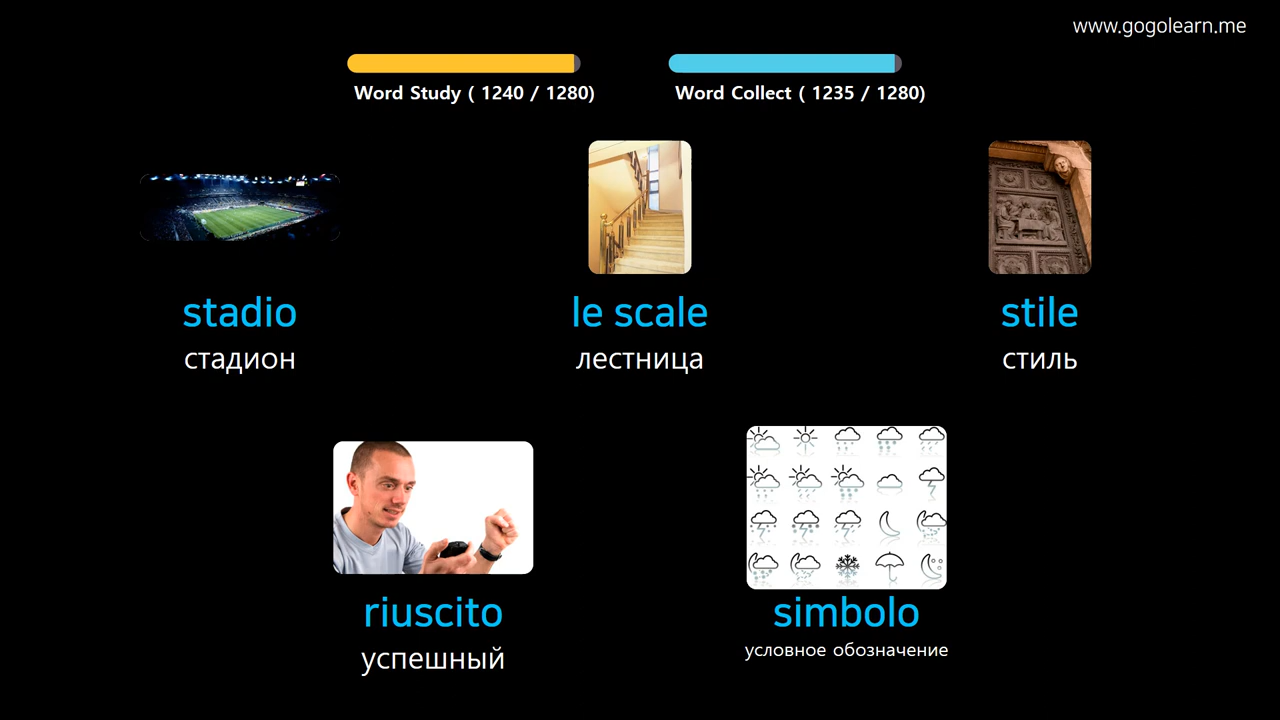 www.gogolearn.me
Word Study ( 1240 / 1280)
Word Collect ( 1235 / 1280)
stadio
стадион
le scale
лестница
stile
стиль
riuscito
успешный
simbolo
условное обозначение